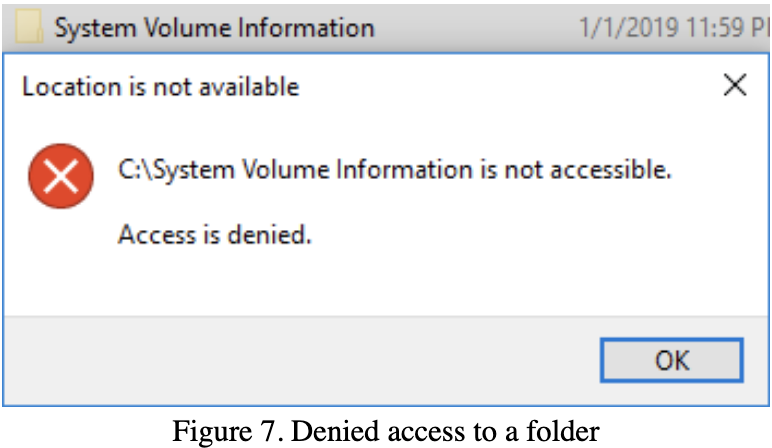 System Volume Information 1/1/2019 11:59 P
Location is not available
C:\System Volume Information is not accessible.
Access is denied.
OK
Figure 7. Denied access to a folder